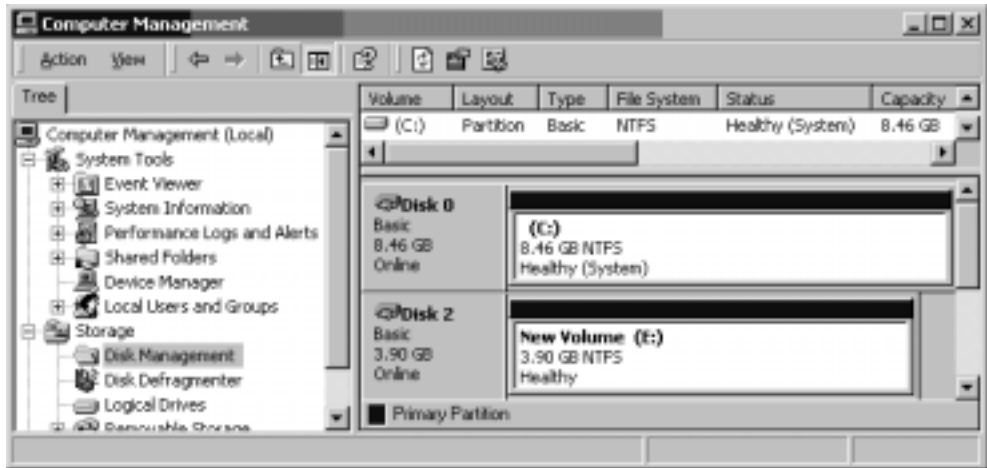 Computer Management
Action View
Tree
Computer Management (Local)
System Tools
Event Viewer
System Information
Performance Logs and Alerts
Shared Folders
Device Manager
Local Users and Groups
Storage
Disk Management
Disk Defragmenter
Logical Drives
Removable Storage
Volume Layout Type File System Status Capacity
(C:) Partition Basic NTFS Healthy (System) 8.46 GB
Disk 0
Basic
8.46 GB
Online
(C:)
8.46 GB NTFS
Healthy (System)
Disk 2
Basic
3.90 GB
Online
New Volume (E:)
3.90 GB NTFS
Healthy
Primary Partition